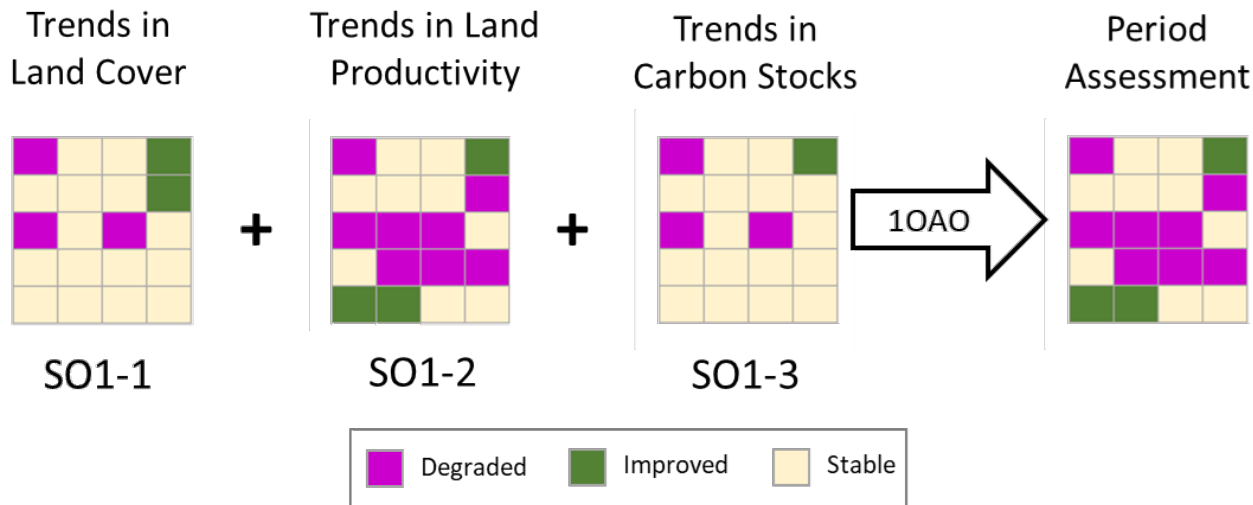 Trends in
Land Cover
Trends in Land
Productivity
Trends in
Carbon Stocks
Period
Assessment
+
+
1OAO
SO1-1
SO1-2
SO1-3
Degraded
Improved
Stable